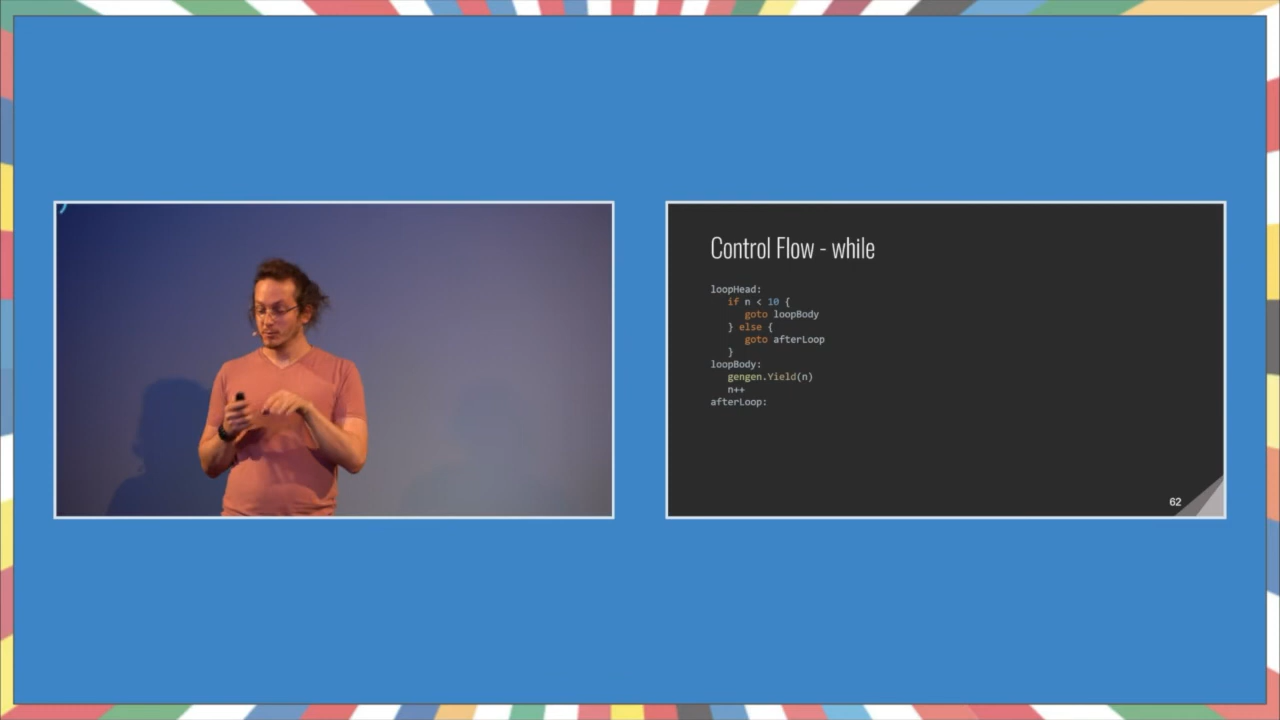 Control Flow - while
loopHead:
if n < 10 {
goto loopBody
} else {
goto afterLoop
}
loopBody:
gengen.Yield(n)
n++
afterLoop:
62